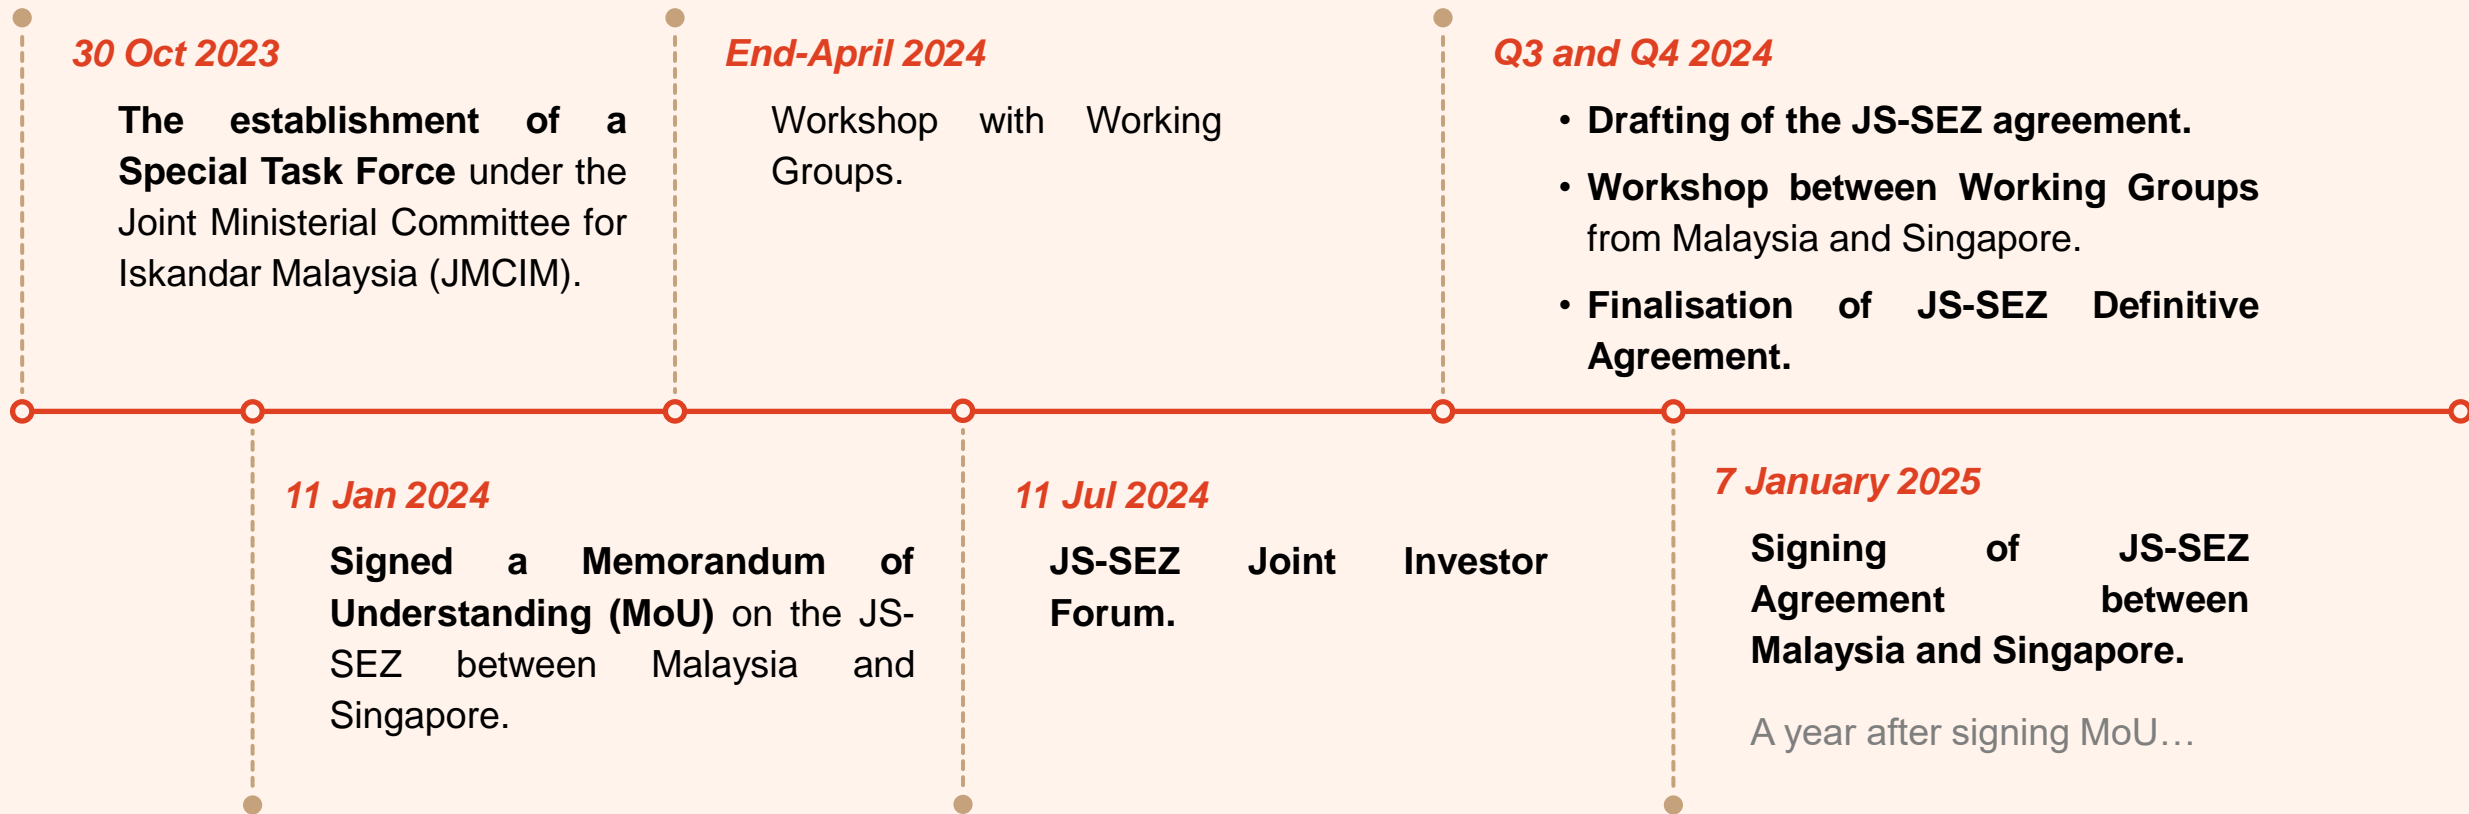 30 Oct 2023
The establishment of a
Special Task Force under the
Joint Ministerial Committee for
Iskandar Malaysia (JMCIM).
End-April 2024
Workshop with Working
Groups.
Q3 and Q4 2024
• Drafting of the JS-SEZ agreement.
• Workshop between Working Groups
from Malaysia and Singapore.
• Finalisation of JS-SEZ Definitive
Agreement.
11 Jan 2024
Signed a Memorandum of
Understanding (MoU) on the JS-
SEZ between Malaysia and
Singapore.
11 Jul 2024
JS-SEZ Joint Investor
Forum.
7 January 2025
Signing of JS-SEZ
Agreement between
Malaysia and Singapore.
A year after signing MoU…